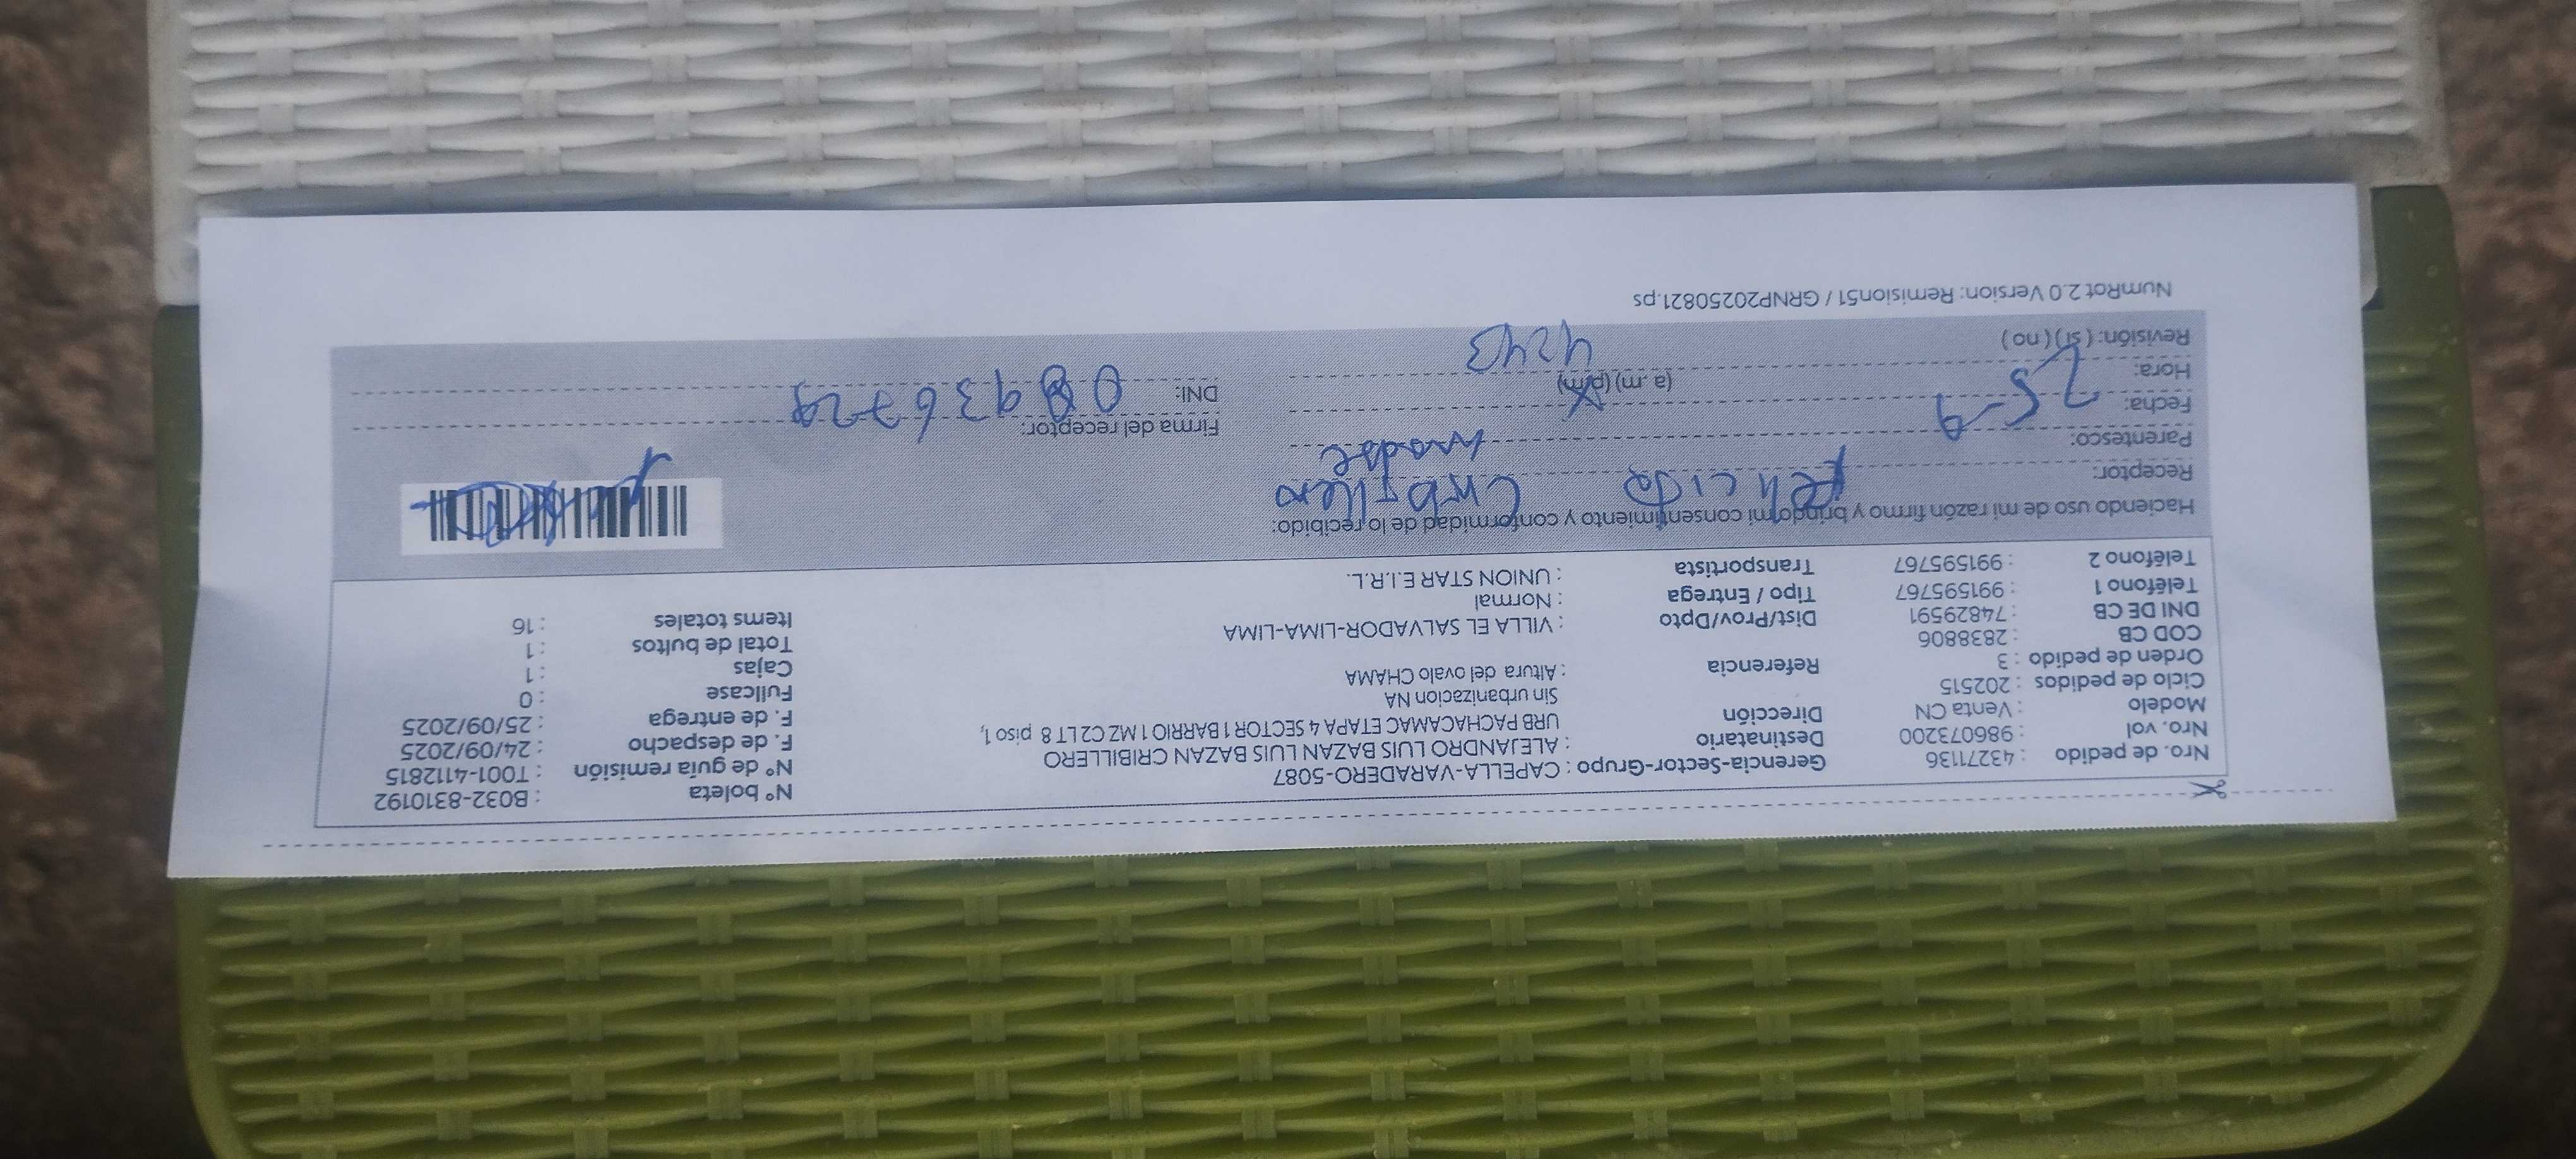 Nro. de pedido : 43271136
Nro. vol : 986073200
Modelo : Venta CN
Ciclo de pedidos : 202515
Orden de pedido : 3
COD CB : 2838806
DNI DE CB : 74829591
Teléfono 1 : 991595767
Teléfono 2 : 991595767
Gerencia-Sector-Grupo : CAPELLA-VARADERO-5087
Destinatario : ALEJANDRO LUIS BAZAN LUIS BAZAN CRIBILLERO
Dirección URB PACHACAMAC ETAPA 4 SECTOR 1 BARRIO 1 MZ C2 LT 8 piso 1,
Sin urbanizacion NA
Referencia : Altura del ovalo CHAMA
Dist/Prov/Dpto : VILLA EL SALVADOR-LIMA-LIMA
Tipo / Entrega : Normal
Transportista : UNION STAR E.I.R.L.
N° boleta : B032-8310192
N° de guía remisión : T001-4112815
F. de despacho : 24/09/2025
F. de entrega : 25/09/2025
Fullcase : 0
Cajas : 1
Total de bultos : 1
Items totales : 16
Haciendo uso de mi razón firmo y brindo mi consentimiento y conformidad de lo recibido:
Receptor: Felicida
Parentesco: madre
Fecha: 25-9
Hora: (a. m) (p.m)
Revisión: (si) (no) 4243
Firma del receptor:
DNI:
NumRot 2.0 Version: Remision51 / GRNP20250821.ps